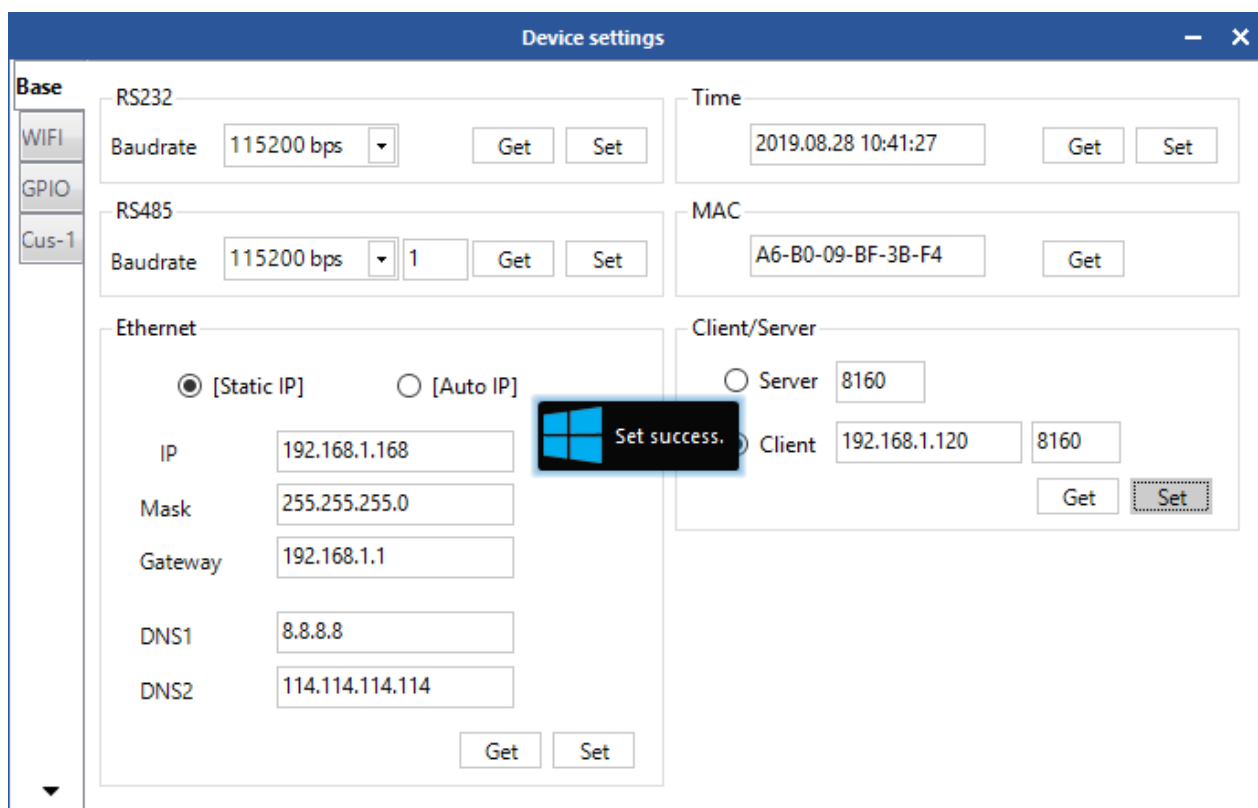 Device settings
Base
WIFI
GPIO
Cus-1
RS232
Baudrate 115200 bps Get Set
RS485
Baudrate 115200 bps 1 Get Set
Ethernet
[Static IP] [Auto IP]
IP 192.168.1.168
Mask 255.255.255.0
Gateway 192.168.1.1
DNS1 8.8.8.8
DNS2 114.114.114.114
Get Set
Time
2019.08.28 10:41:27 Get Set
MAC
A6-B0-09-BF-3B-F4 Get
Client/Server
Server 8160
Client 192.168.1.120 8160
Get Set
Set success.